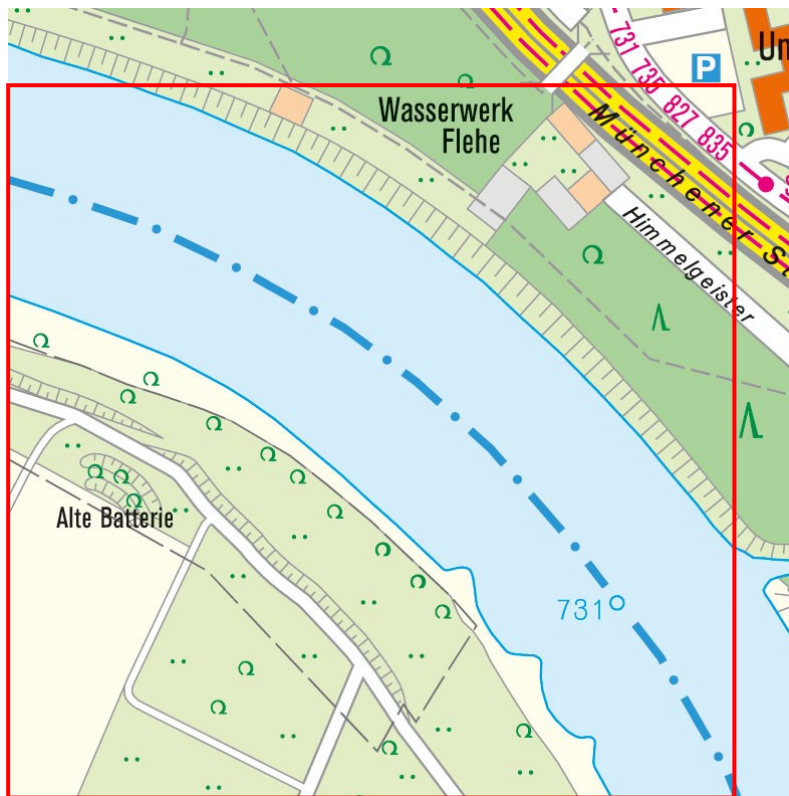 731 735 827 835
P
Un
Wasserwerk
Flehe
Münchener St
Himmelgeister
Alte Batterie
731